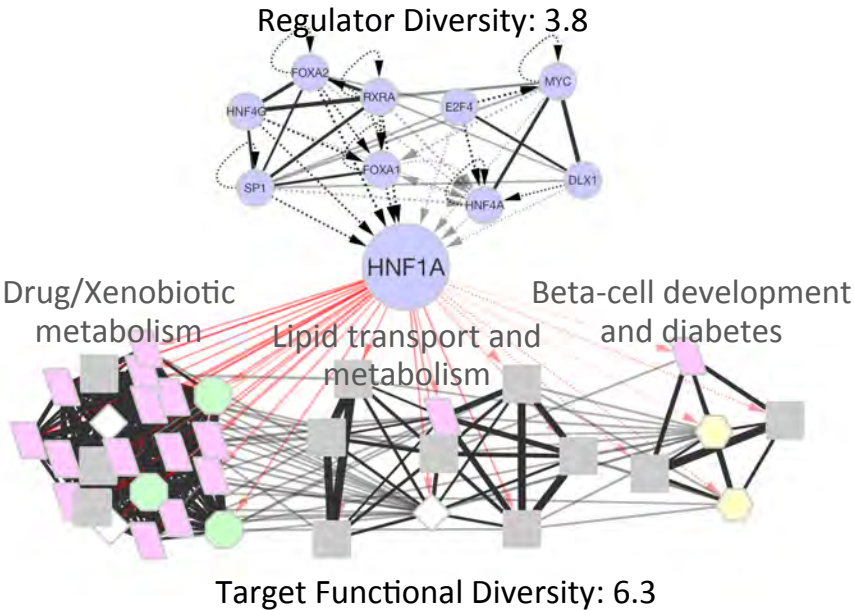 Regulator Diversity: 3.8
FOXA2
MYC
RXRA
HNF4G
E2F4
FOXA1
SP1
DLX1
HNF4A
HNF1A
Drug/Xenobiotic
metabolism
Lipid transport and
metabolism
Beta-cell development
and diabetes
Target Functional Diversity: 6.3